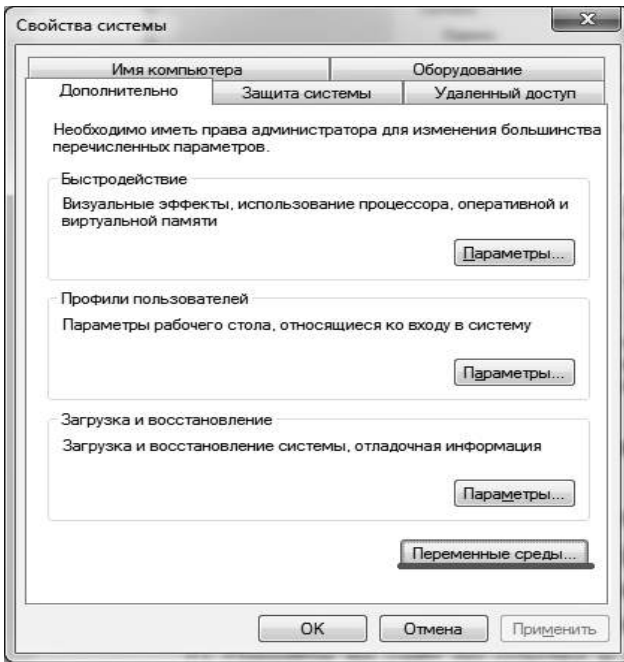 Свойства системы
Имя компьютера
Оборудование
Дополнительно
Защита системы
Удаленный доступ
Необходимо иметь права администратора для изменения большинства
перечисленных параметров.
Быстродействие
Визуальные эффекты, использование процессора, оперативной и
виртуальной памяти
Параметры...
Профили пользователей
Параметры рабочего стола, относящиеся ко входу в систему
Параметры...
Загрузка и восстановление
Загрузка и восстановление системы, отладочная информация
Параметры...
Переменные среды...
OK
Отмена
Применить